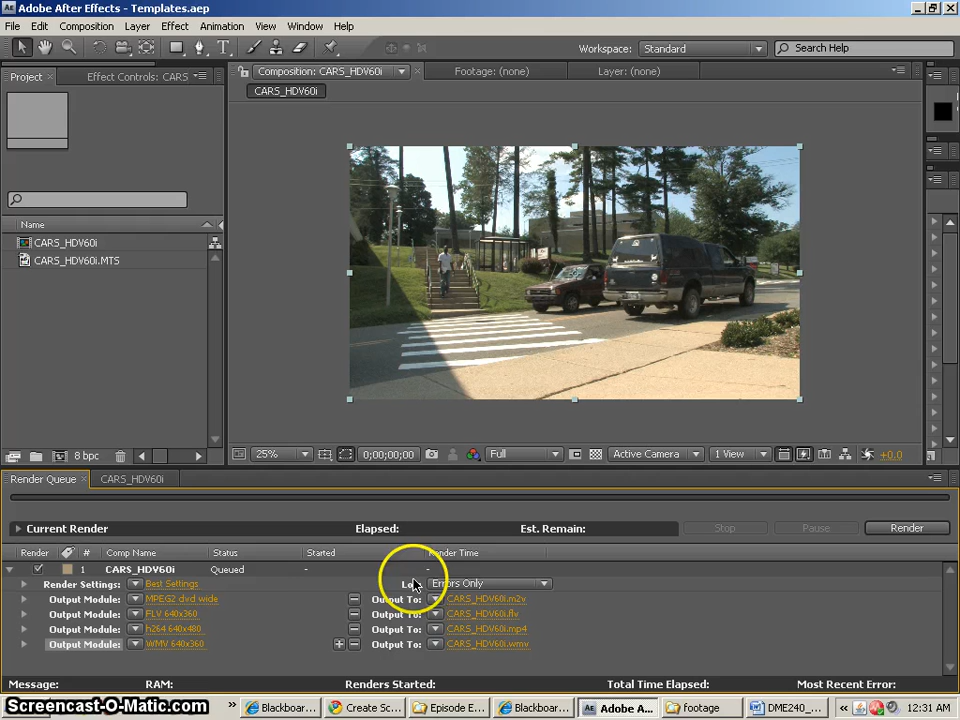 Adobe After Effects - Templates.aep
File Edit Composition Layer Effect Animation View Window Help
Workspace: Standard Search Help
Project Effect Controls: CARS Composition: CARS_HDV60i Footage: (none) Layer: (none)
CARS_HDV60i
Name
CARS_HDV60i
CARS_HDV60i.MTS
8 bpc 25% 0;00;00;00 Full Active Camera 1 View +0.0
Render Queue CARS_HDV60i
Current Render Elapsed: Est. Remain: Stop Pause Render
Render # Comp Name Status Started Render Time
1 CARS_HDV60i Queued - -
Render Settings: Best Settings Errors Only
Output Module: MPEG2 dvd wide Output To: CARS_HDV60i.m2v
Output Module: FLV 640x360 Output To: CARS_HDV60i.flv
Output Module: h264 640x480 Output To: CARS_HDV60i.mp4
Output Module: WMV 640x360 Output To: CARS_HDV60i.wmv
Message: RAM: Renders Started: Total Time Elapsed: Most Recent Error:
Screencast-O-Matic.com Blackboar... Create Sc... Episode E... Blackboar... Adobe A... footage DME240_... 12:31 AM